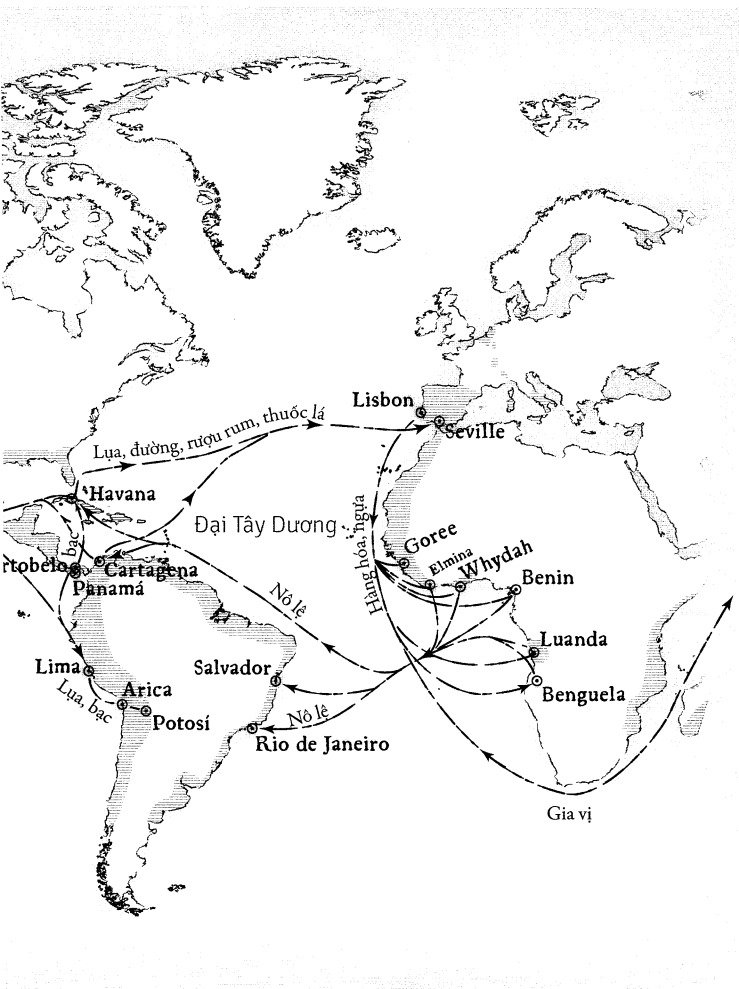 Lisbon
Seville
Lụa, đường, rượu rum, thuốc lá
Havana
Đại Tây Dương
Hàng hóa, ngựa
bạc
Goree
Elmina
Whydah
Benin
rtobelo
Cartagena
Panamá
Nô lệ
Luanda
Lima
Salvador
Benguela
Arica
Lụa, bạc
Potosí
Nô lệ
Rio de Janeiro
Gia vị